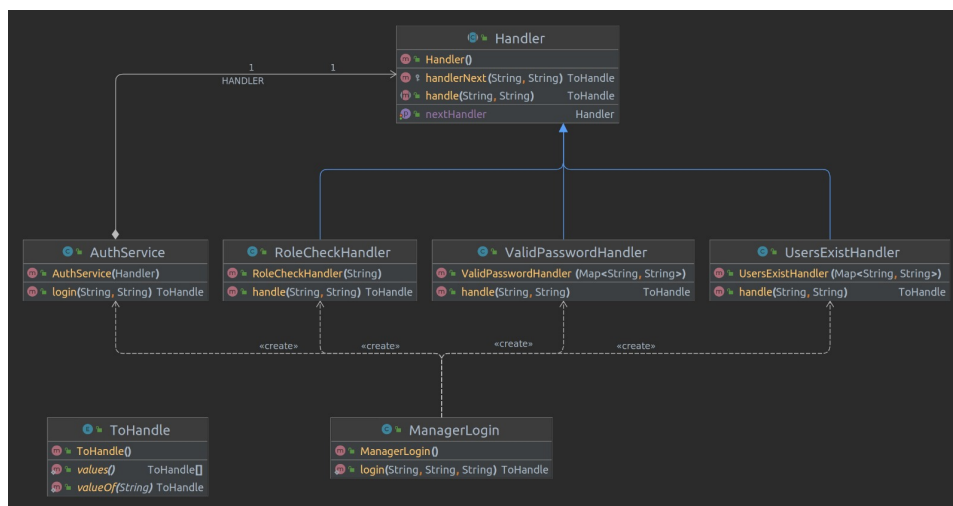 Handler
Handler()
handlerNext(String, String) ToHandle
handle(String, String) ToHandle
nextHandler Handler
1 1
HANDLER
AuthService
AuthService(Handler)
login(String, String) ToHandle
RoleCheckHandler
RoleCheckHandler(String)
handle(String, String) ToHandle
ValidPasswordHandler
ValidPasswordHandler (Map<String, String>)
handle(String, String) ToHandle
UsersExistHandler
UsersExistHandler (Map<String, String>)
handle(String, String) ToHandle
«create» «create» «create» «create»
ToHandle
ToHandle()
values() ToHandle[]
valueOf(String) ToHandle
ManagerLogin
ManagerLogin()
login(String, String, String) ToHandle